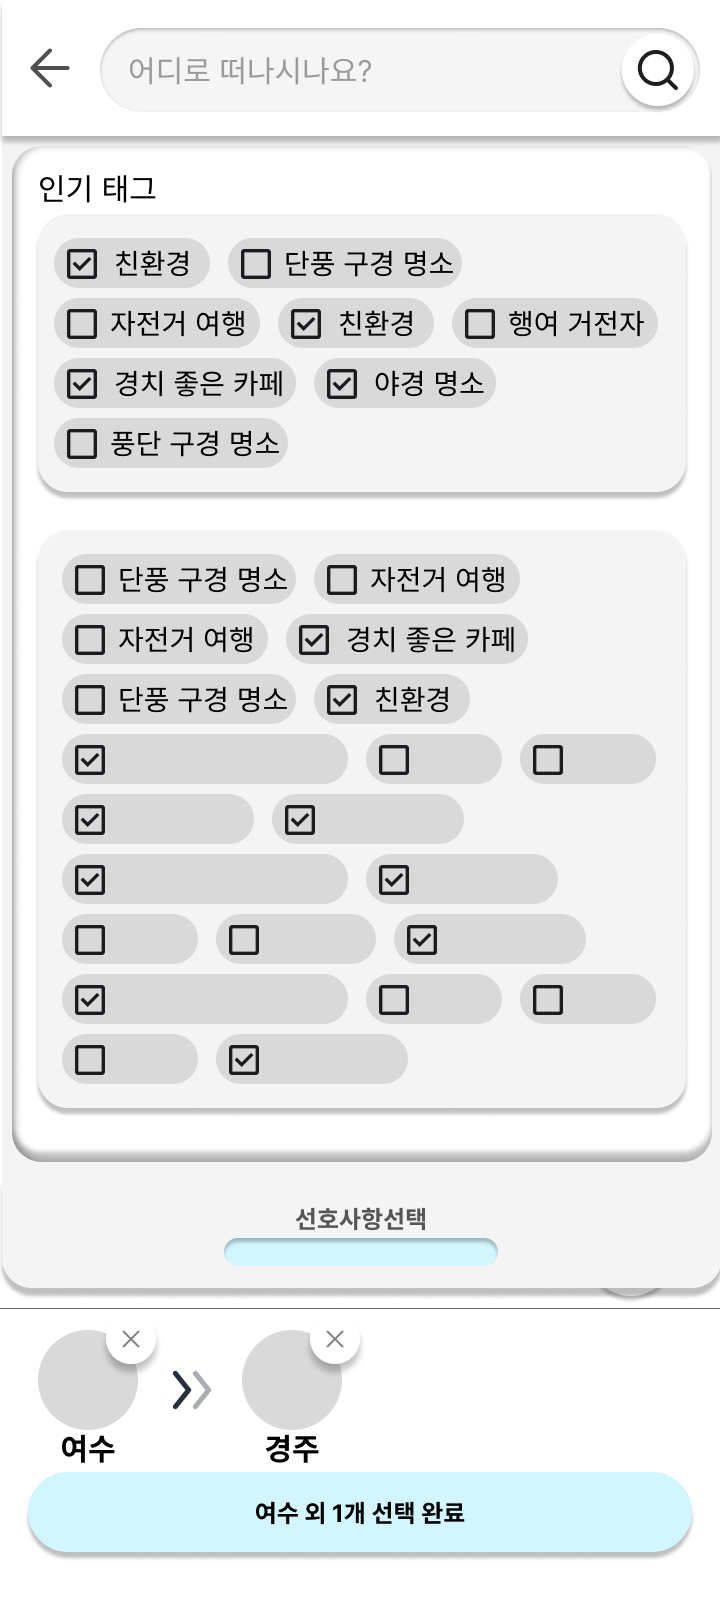 어디로 떠나시나요?
인기 태그
친환경 단풍 구경 명소
자전거 여행 친환경 행여 거전자
경치 좋은 카페 야경 명소
풍단 구경 명소
단풍 구경 명소 자전거 여행
자전거 여행 경치 좋은 카페
단풍 구경 명소 친환경
선호사항선택
여수 경주
여수 외 1개 선택 완료